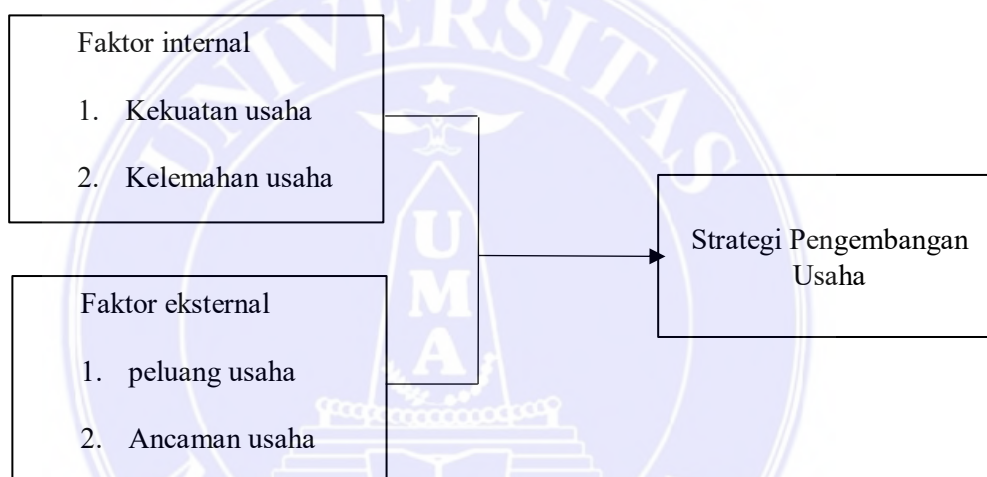 UNIVERSITAS
UMA
Faktor internal
1. Kekuatan usaha
2. Kelemahan usaha
Strategi Pengembangan
Usaha
Faktor eksternal
1. peluang usaha
2. Ancaman usaha